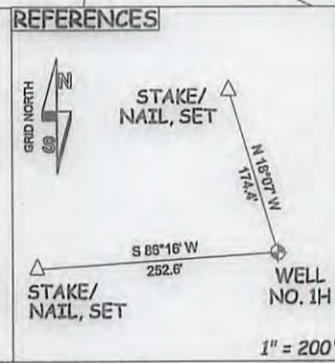 REFERENCES
GRID NORTH
N
S
STAKE/
NAIL, SET
N 18°07' W
174.4'
S 86°16' W
252.6'
STAKE/
NAIL, SET
WELL
NO. 1H
1" = 200'